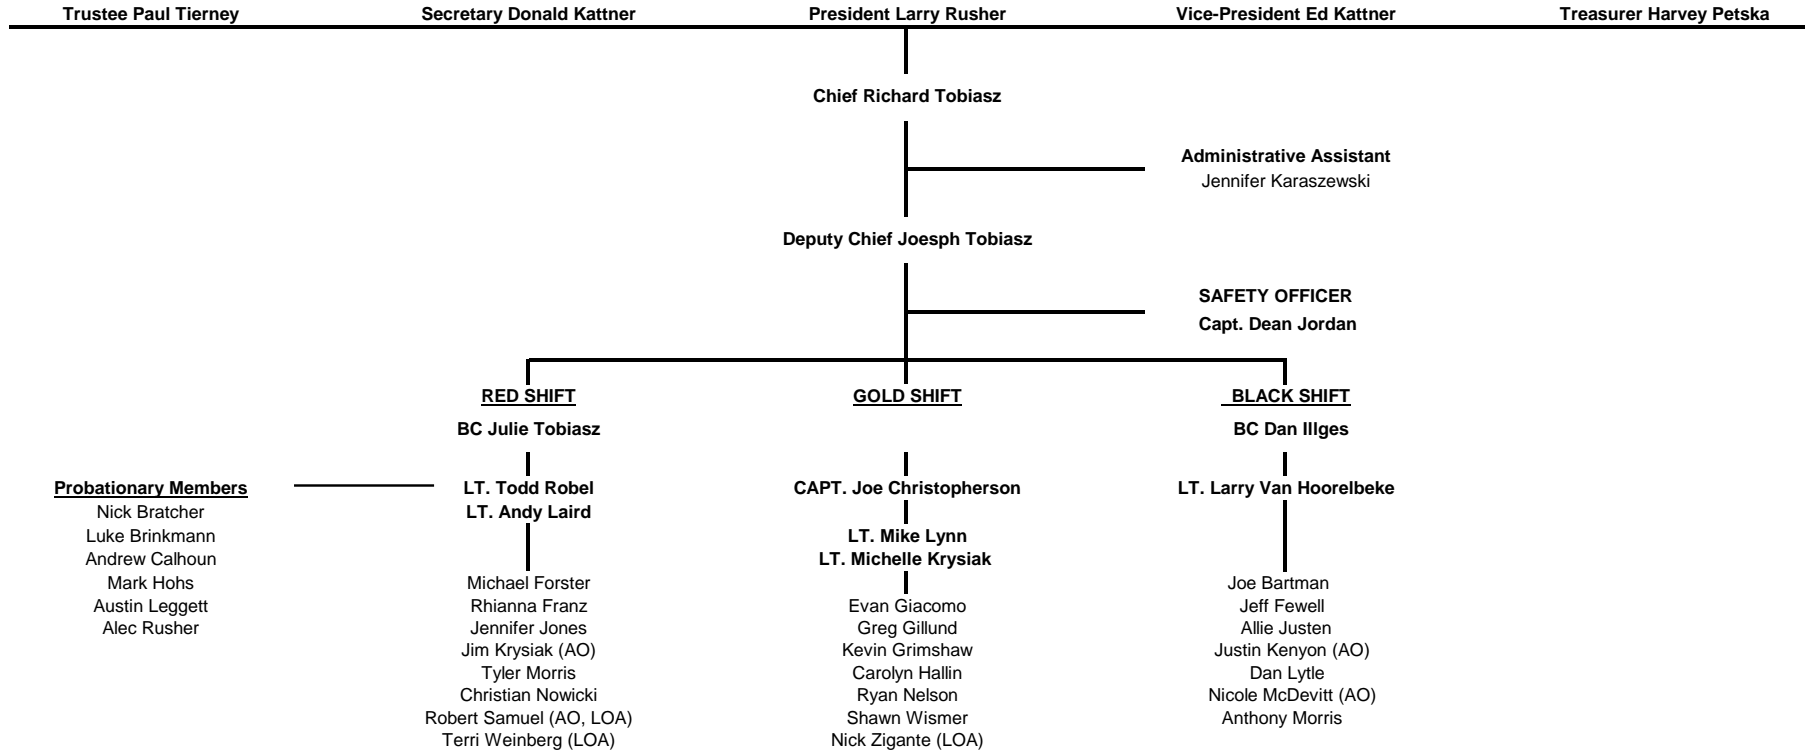 Trustee Paul Tierney
Secretary Donald Kattner
President Larry Rusher
Vice-President Ed Kattner
Treasurer Harvey Petska
Chief Richard Tobiasz
Administrative Assistant
Jennifer Karaszewski
Deputy Chief Joesph Tobiasz
SAFETY OFFICER
Capt. Dean Jordan
RED SHIFT
BC Julie Tobiasz
LT. Todd Robel
LT. Andy Laird
Michael Forster
Rhianna Franz
Jennifer Jones
Jim Krysiak (AO)
Tyler Morris
Christian Nowicki
Robert Samuel (AO, LOA)
Terri Weinberg (LOA)
Probationary Members
Nick Bratcher
Luke Brinkmann
Andrew Calhoun
Mark Hohs
Austin Leggett
Alec Rusher
GOLD SHIFT
CAPT. Joe Christopherson
LT. Mike Lynn
LT. Michelle Krysiak
Evan Giacomo
Greg Gillund
Kevin Grimshaw
Carolyn Hallin
Ryan Nelson
Shawn Wismer
Nick Zigante (LOA)
BLACK SHIFT
BC Dan Illges
LT. Larry Van Hoorelbeke
Joe Bartman
Jeff Fewell
Allie Justen
Justin Kenyon (AO)
Dan Lytle
Nicole McDevitt (AO)
Anthony Morris